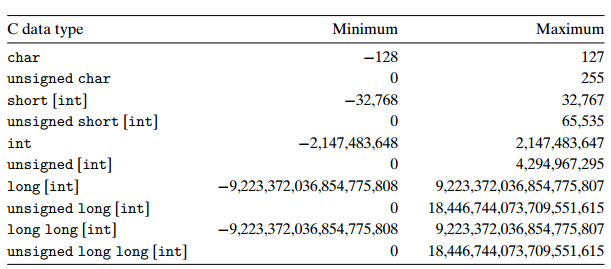 C data type Minimum Maximum
char −128 127
unsigned char 0 255
short [int] −32,768 32,767
unsigned short [int] 0 65,535
int −2,147,483,648 2,147,483,647
unsigned [int] 0 4,294,967,295
long [int] −9,223,372,036,854,775,808 9,223,372,036,854,775,807
unsigned long [int] 0 18,446,744,073,709,551,615
long long [int] −9,223,372,036,854,775,808 9,223,372,036,854,775,807
unsigned long long [int] 0 18,446,744,073,709,551,615